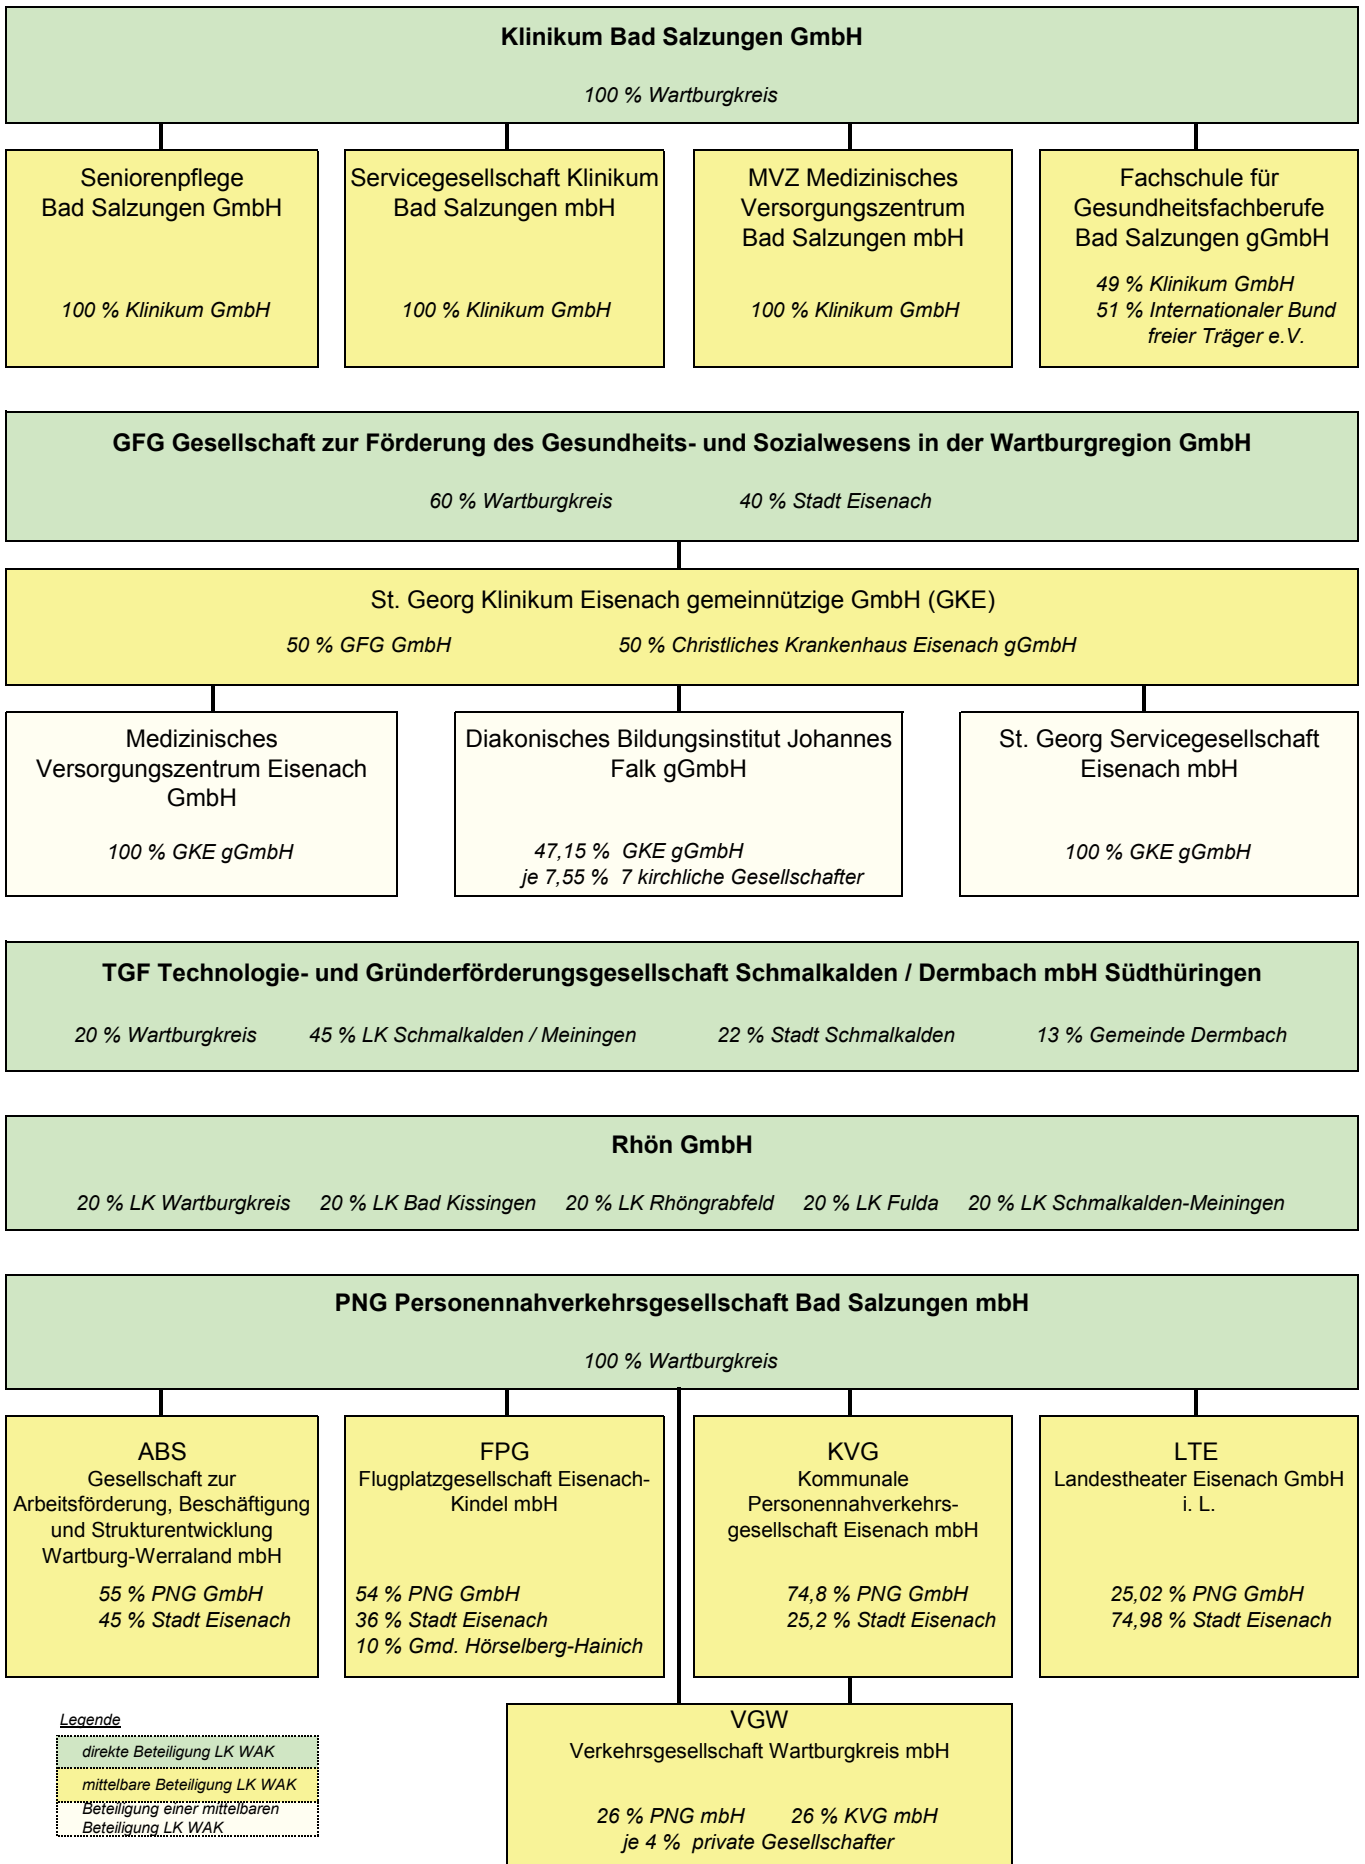 Klinikum Bad Salzungen GmbH
100 % Wartburgkreis
Seniorenpflege
Bad Salzungen GmbH
100 % Klinikum GmbH
Servicegesellschaft Klinikum
Bad Salzungen mbH
100 % Klinikum GmbH
MVZ Medizinisches
Versorgungszentrum
Bad Salzungen mbH
100 % Klinikum GmbH
Fachschule für
Gesundheitsfachberufe
Bad Salzungen gGmbH
49 % Klinikum GmbH
51 % Internationaler Bund
freier Träger e.V.
GFG Gesellschaft zur Förderung des Gesundheits- und Sozialwesens in der Wartburgregion GmbH
60 % Wartburgkreis 40 % Stadt Eisenach
St. Georg Klinikum Eisenach gemeinnützige GmbH (GKE)
50 % GFG GmbH 50 % Christliches Krankenhaus Eisenach gGmbH
Medizinisches
Versorgungszentrum Eisenach
GmbH
100 % GKE gGmbH
Diakonisches Bildungsinstitut Johannes
Falk gGmbH
47,15 % GKE gGmbH
je 7,55 % 7 kirchliche Gesellschafter
St. Georg Servicegesellschaft
Eisenach mbH
100 % GKE gGmbH
TGF Technologie- und Gründerförderungsgesellschaft Schmalkalden / Dermbach mbH Südthüringen
20 % Wartburgkreis 45 % LK Schmalkalden / Meiningen 22 % Stadt Schmalkalden 13 % Gemeinde Dermbach
Rhön GmbH
20 % LK Wartburgkreis 20 % LK Bad Kissingen 20 % LK Rhöngrabfeld 20 % LK Fulda 20 % LK Schmalkalden-Meiningen
PNG Personennahverkehrsgesellschaft Bad Salzungen mbH
100 % Wartburgkreis
ABS
Gesellschaft zur
Arbeitsförderung, Beschäftigung
und Strukturentwicklung
Wartburg-Werraland mbH
55 % PNG GmbH
45 % Stadt Eisenach
FPG
Flugplatzgesellschaft Eisenach-
Kindel mbH
54 % PNG GmbH
36 % Stadt Eisenach
10 % Gmd. Hörselberg-Hainich
KVG
Kommunale
Personennahverkehrs-
gesellschaft Eisenach mbH
74,8 % PNG GmbH
25,2 % Stadt Eisenach
LTE
Landestheater Eisenach GmbH
i. L.
25,02 % PNG GmbH
74,98 % Stadt Eisenach
VGW
Verkehrsgesellschaft Wartburgkreis mbH
26 % PNG mbH 26 % KVG mbH
je 4 % private Gesellschafter
Legende
direkte Beteiligung LK WAK
mittelbare Beteiligung LK WAK
Beteiligung einer mittelbaren
Beteiligung LK WAK